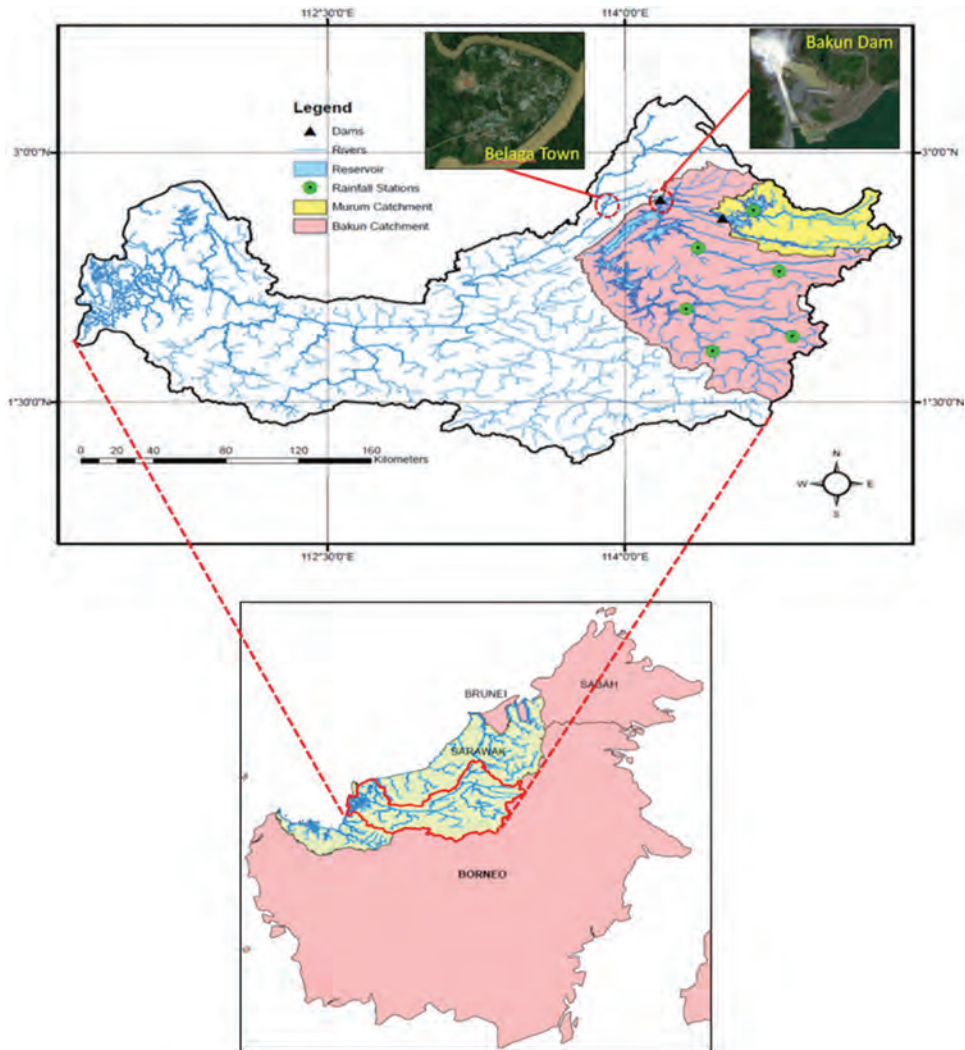 112°30'0"E
114°0'0"E
Belaga Town
Bakun Dam
Legend
Dams
Rivers
Reservoir
Rainfall Stations
Murum Catchment
Bakun Catchment
3°0'0"N
3°0'0"N
1°30'0"N
1°30'0"N
0 20 40 80 120 160
Kilometers
N
W
E
S
112°30'0"E
114°0'0"E
SABAH
BRUNEI
SARAWAK
BORNEO